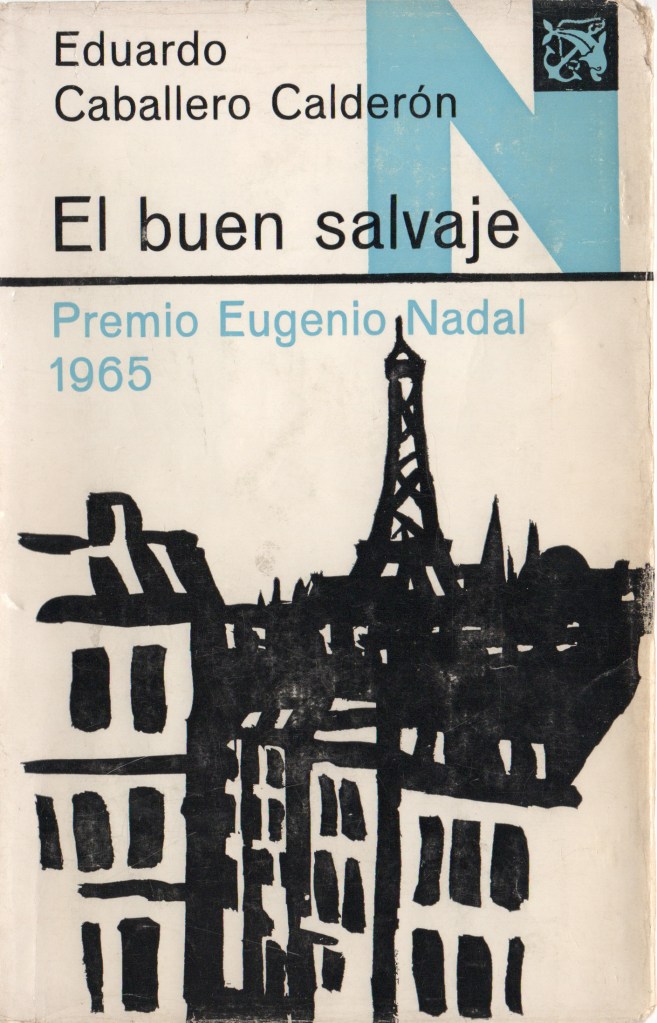 Eduardo
Caballero Calderón
N
El buen salvaje
Premio Eugenio Nadal
1965